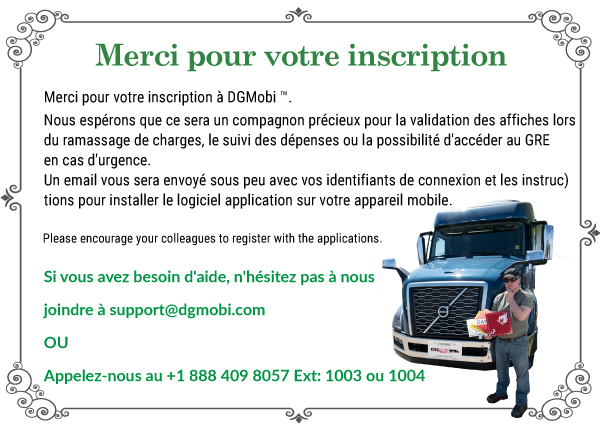 Merci pour votre inscription
Merci pour votre inscription à DGMobi ™.
Nous espérons que ce sera un compagnon précieux pour la validation des affiches lors
du ramassage de charges, le suivi des dépenses ou la possibilité d'accéder au GRE
en cas d'urgence.
Un email vous sera envoyé sous peu avec vos identifiants de connexion et les instruc)
tions pour installer le logiciel application sur votre appareil mobile.
Please encourage your colleagues to register with the applications.
Si vous avez besoin d'aide, n'hésitez pas à nous
joindre à support@dgmobi.com
OU
Appelez-nous au +1 888 409 8057 Ext: 1003 ou 1004